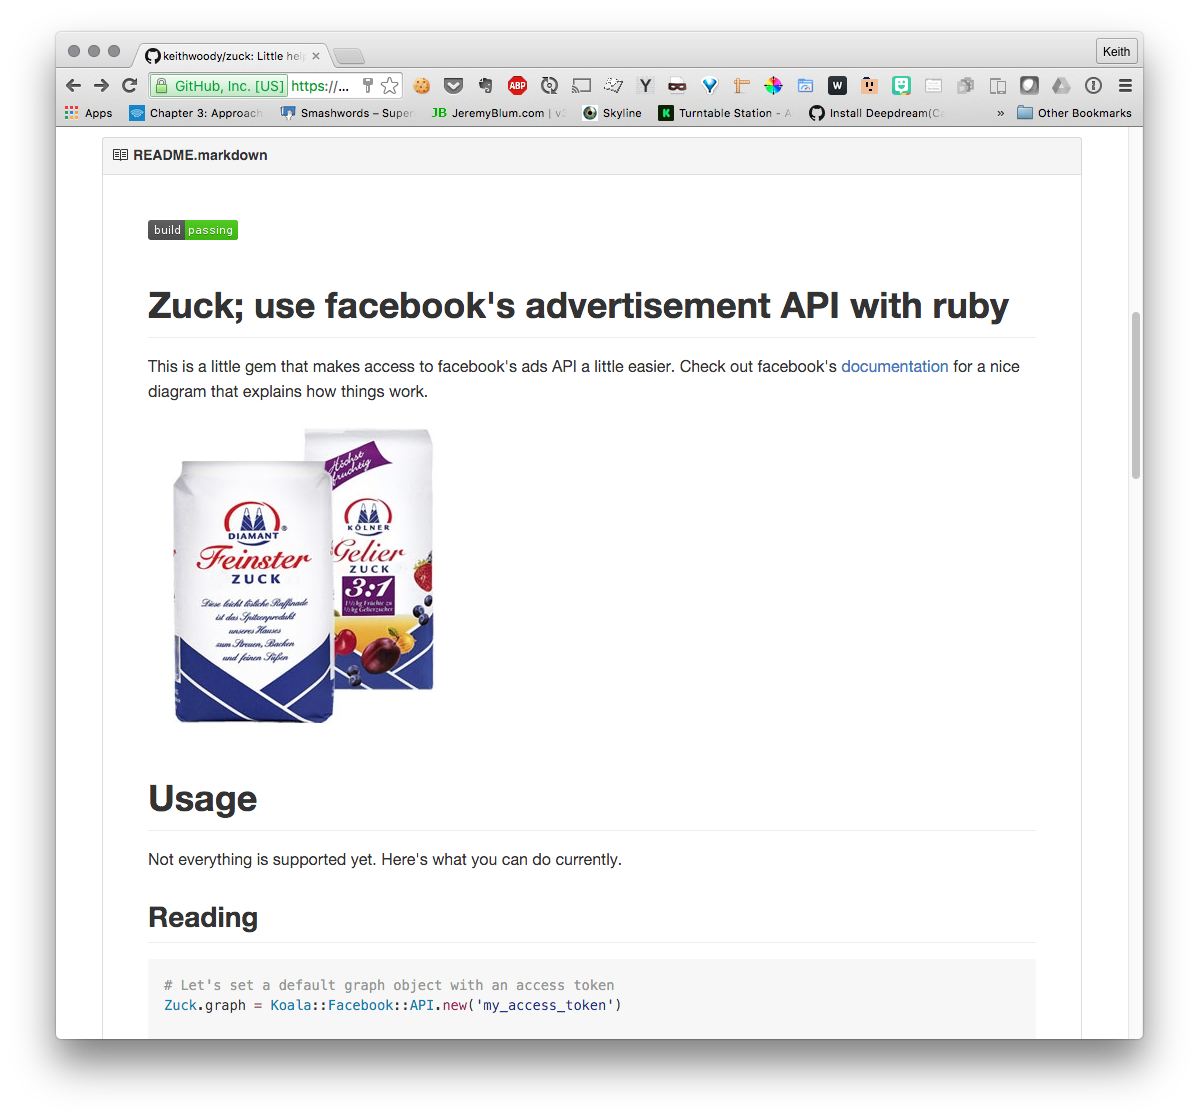 keithwoody/zuck: Little hel
Keith
GitHub, Inc. [US] https://...
ABP
Y
W
Apps
Chapter 3: Approach
Smashwords – Super
JB JeremyBlum.com | v
Skyline
K Turntable Station - A
Install Deepdream(Ca
»
Other Bookmarks
README.markdown
build passing
Zuck; use facebook's advertisement API with ruby
This is a little gem that makes access to facebook's ads API a little easier. Check out facebook's documentation for a nice
diagram that explains how things work.
Höchst
fruchtig
DIAMANT®
Feinster
ZUCK
Diese leicht lösliche Raffinade
ist das Spitzenprodukt
unseres Hauses
zum Streuen, Backen
und feinen Süßen
KÖLNER
Gelier
ZUCK
3:1
1½ kg Früchte zu
½ kg Gelierzucker
Usage
Not everything is supported yet. Here's what you can do currently.
Reading
# Let's set a default graph object with an access token
Zuck.graph = Koala::Facebook::API.new('my_access_token')